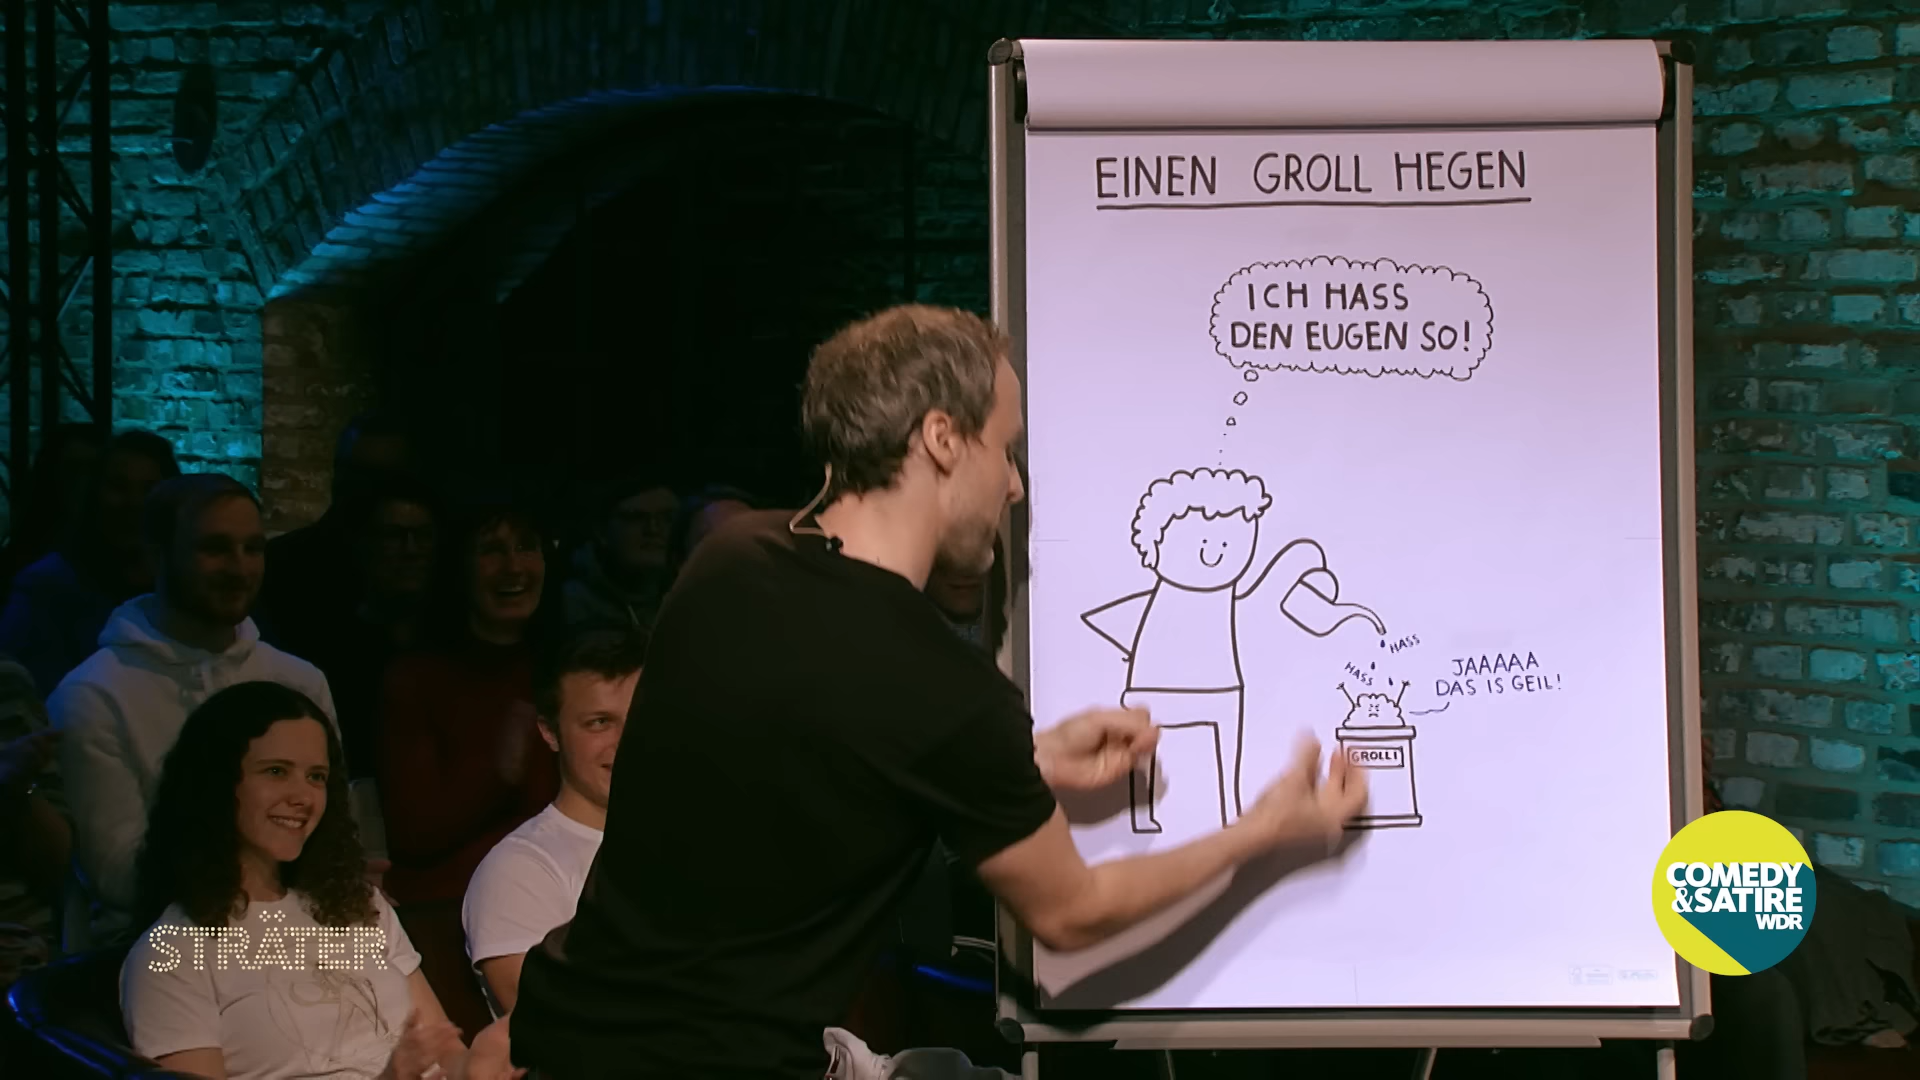 EINEN GROLL HEGEN
ICH HASS
DEN EUGEN SO!
HASS
HASS
JAAAAA
DAS IS GEIL!
GROLLI
STRÄTER
COMEDY
&SATIRE
WDR